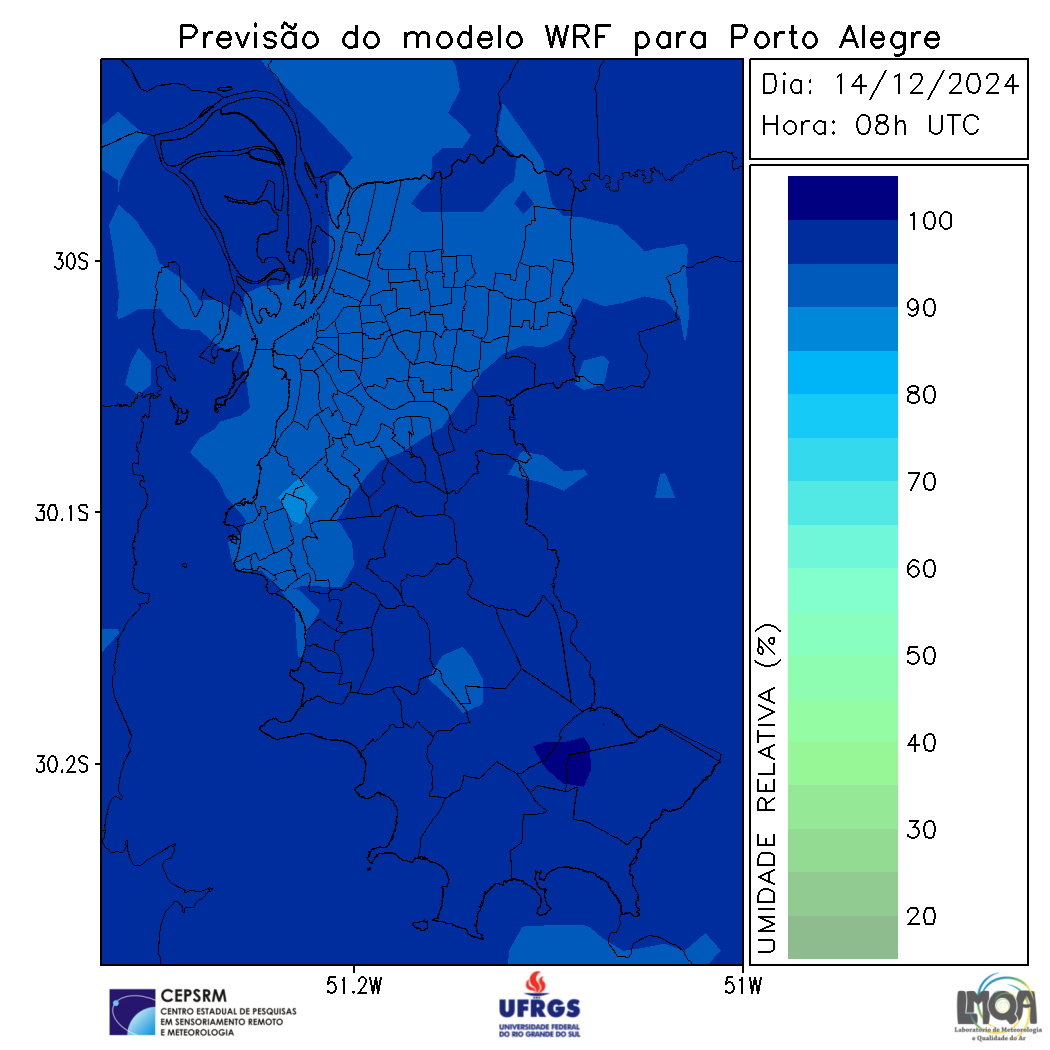 Previsão do modelo WRF para Porto Alegre
Dia: 14/12/2024
Hora: 08h UTC
30S
30.1S
30.2S
51.2W
51W
100
90
80
70
60
50
40
30
20
UMIDADE RELATIVA (%)
CEPSRM
CENTRO ESTADUAL DE PESQUISAS
EM SENSORIAMENTO REMOTO
E METEOROLOGIA
UFRGS
UNIVERSIDADE FEDERAL
DO RIO GRANDE DO SUL
LMQA
Laboratório de Meteorologia
e Qualidade do Ar